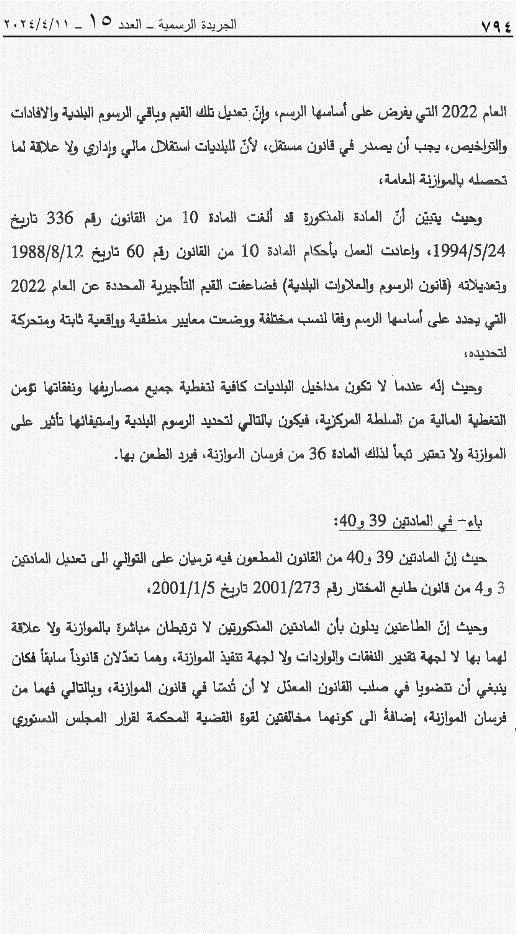 ٧٩٤
الجريدة الرسمية – العدد ١٥ – ٢٠٢٤/٤/١١
العام 2022 التي يفرض على أساسها الرسم، وإنّ تعديل تلك القيم وباقي الرسوم البلدية والافادات
والتراخيص، يجب أن يصدر في قانون مستقل، لأنّ للبلديات استقلال مالي وإداري ولا علاقة لما
تحصله بالموازنة العامة،
وحيث يتبيّن أنّ المادة المذكورة قد ألغت المادة 10 من القانون رقم 336 تاريخ
1994/5/24، واعادت العمل بأحكام المادة 10 من القانون رقم 60 تاريخ 1988/8/12
وتعديلاته (قانون الرسوم والعلاوات البلدية) فضاعفت القيم التأجيرية المحددة عن العام 2022
التي يحدد على أساسها الرسم وفقا لنسب مختلفة ووضعت معايير منطقية وواقعية ثابتة ومتحركة
لتحديده،
وحيث إنّه عندما لا تكون مداخيل البلديات كافية لتغطية جميع مصاريفها ونفقاتها تؤمن
التغطية المالية من السلطة المركزية، فيكون بالتالي لتحديد الرسوم البلدية وإستيفائها تأثير على
الموازنة ولا تعتبر تبعاً لذلك المادة 36 من فرسان الموازنة، فيرد الطعن بها.
باء- في المادتين 39 و40:
حيث إنّ المادتين 39 و40 من القانون المطعون فيه ترميان على التوالي الى تعديل المادتين
3 و4 من قانون طابع المختار رقم 2001/273 تاريخ 2001/1/5،
وحيث إنّ الطاعنين يدلون بأن المادتين المذكورتين لا ترتبطان مباشرة بالموازنة ولا علاقة
لهما بها لا لجهة تقدير النفقات والواردات ولا لجهة تنفيذ الموازنة، وهما تعدّلان قانوناً سابقاً فكان
ينبغي أن تنضويا في صلب القانون المعدّل لا أن تُدسّا في قانون الموازنة، وبالتالي فهما من
فرسان الموازنة، إضافةً الى كونهما مخالفتين لقوة القضية المحكمة لقرار المجلس الدستوري